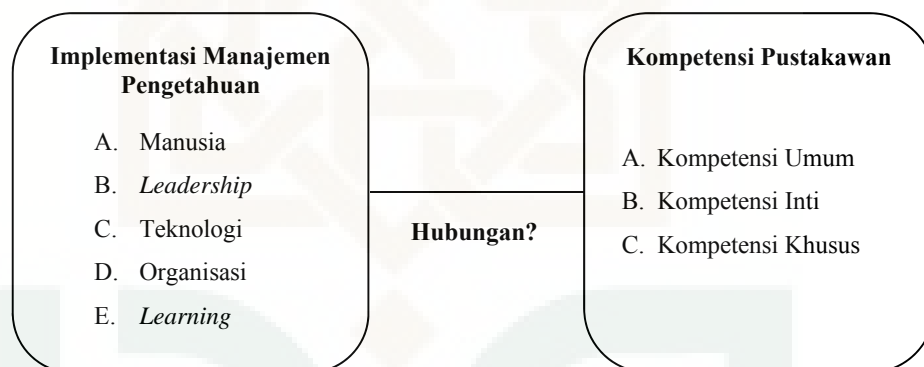 Implementasi Manajemen
Pengetahuan
A. Manusia
B. Leadership
C. Teknologi
D. Organisasi
E. Learning
Hubungan?
Kompetensi Pustakawan
A. Kompetensi Umum
B. Kompetensi Inti
C. Kompetensi Khusus